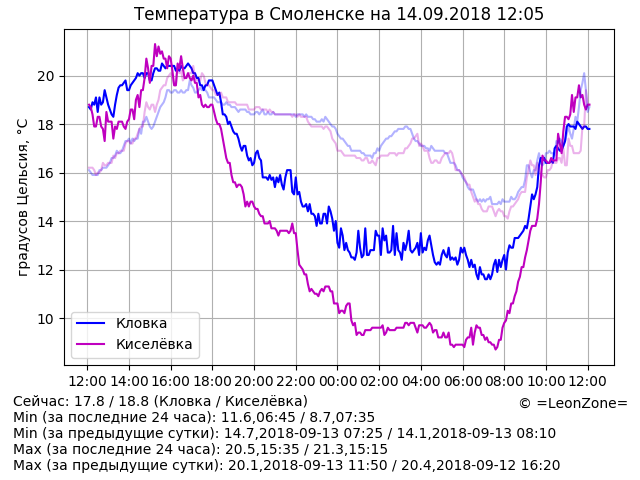 Температура в Смоленске на 14.09.2018 12:05
градусов Цельсия, °C
20
18
16
14
12
10
Кловка
Киселёвка
12:00 14:00 16:00 18:00 20:00 22:00 00:00 02:00 04:00 06:00 08:00 10:00 12:00
Сейчас: 17.8 / 18.8 (Кловка / Киселёвка)
© =LeonZone=
Min (за последние 24 часа): 11.6,06:45 / 8.7,07:35
Min (за предыдущие сутки): 14.7,2018-09-13 07:25 / 14.1,2018-09-13 08:10
Max (за последние 24 часа): 20.5,15:35 / 21.3,15:15
Max (за предыдущие сутки): 20.1,2018-09-13 11:50 / 20.4,2018-09-12 16:20